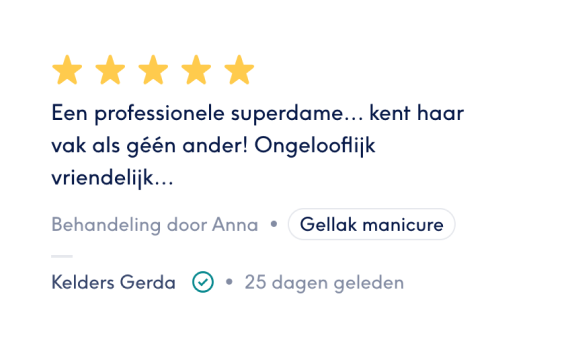 Een professionele superdame... kent haar
vak als géén ander! Ongelooflijk
vriendelijk...
Behandeling door Anna • Gellak manicure
Kelders Gerda • 25 dagen geleden